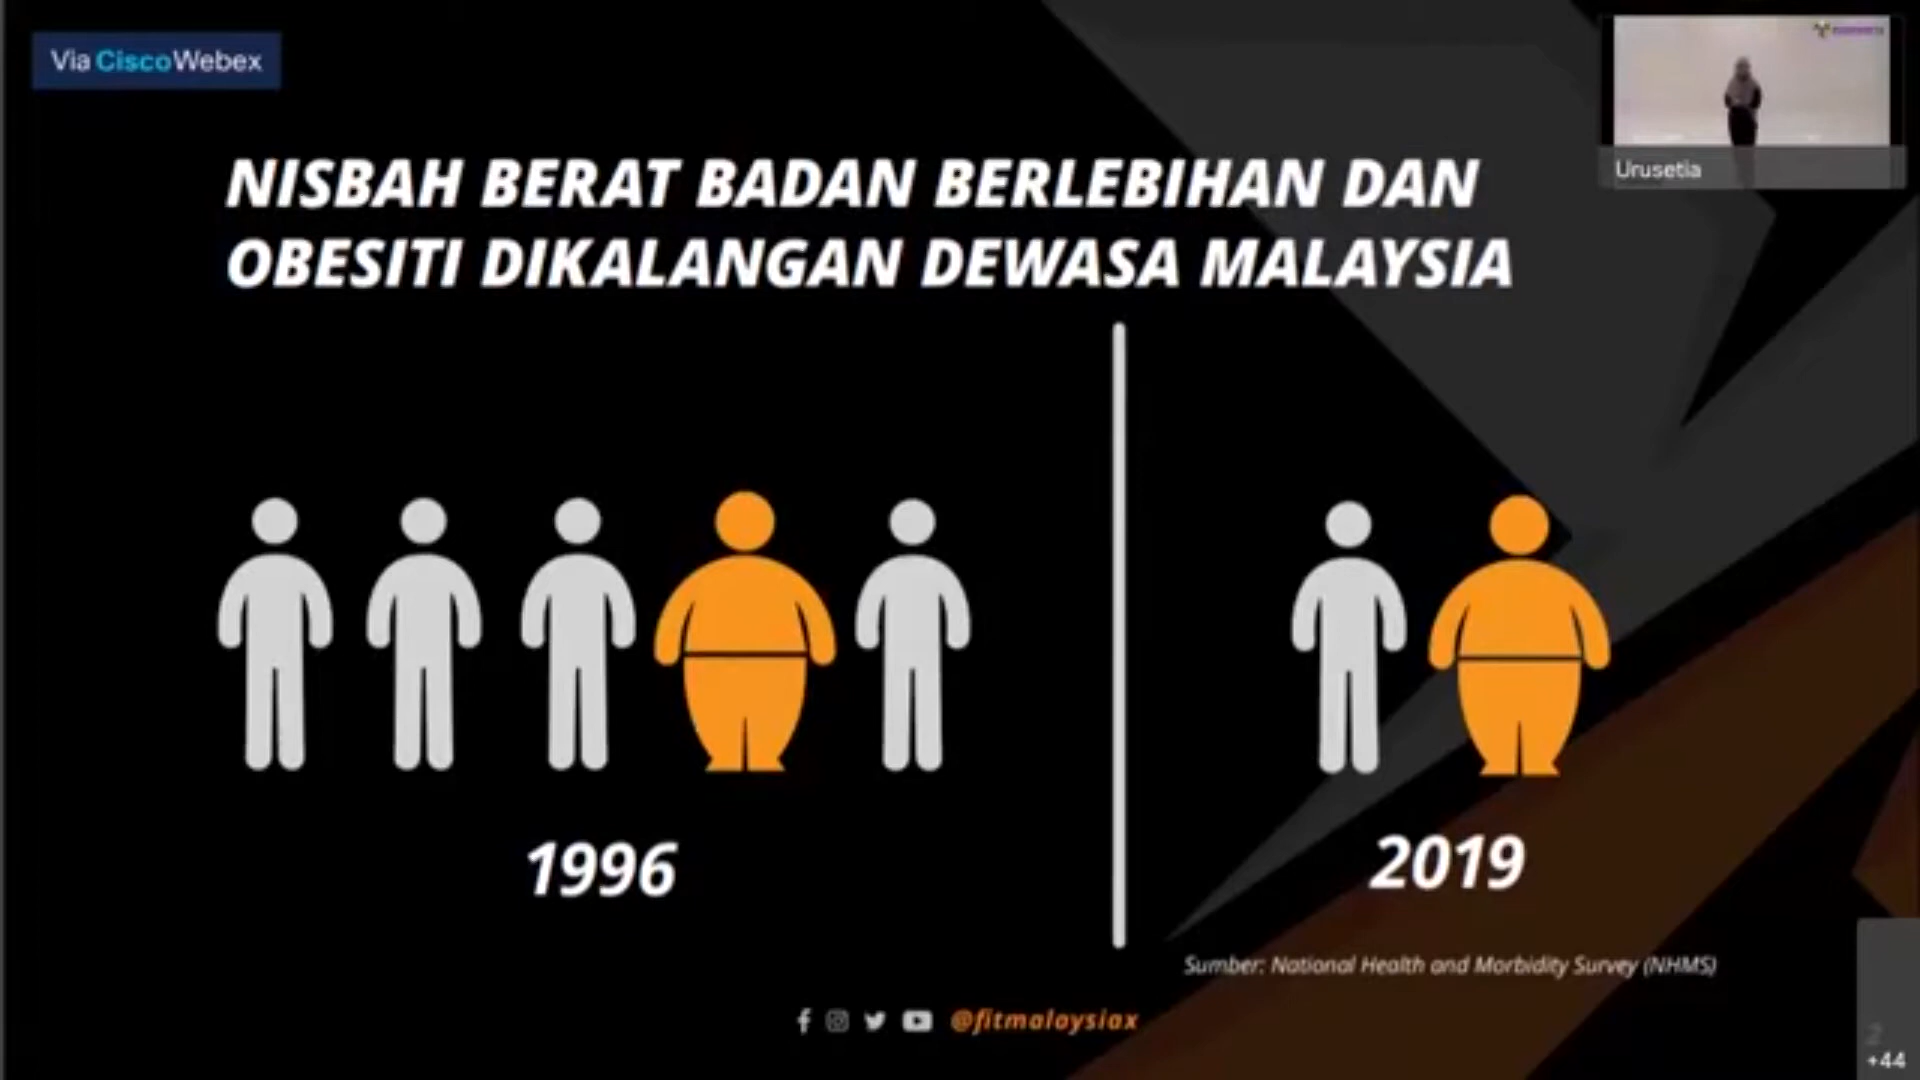 Via CiscoWebex
Urusetia
NISBAH BERAT BADAN BERLEBIHAN DAN
OBESITI DIKALANGAN DEWASA MALAYSIA
1996
2019
Sumber: National Health and Morbidity Survey (NHMS)
@fitmalaysiax
+44